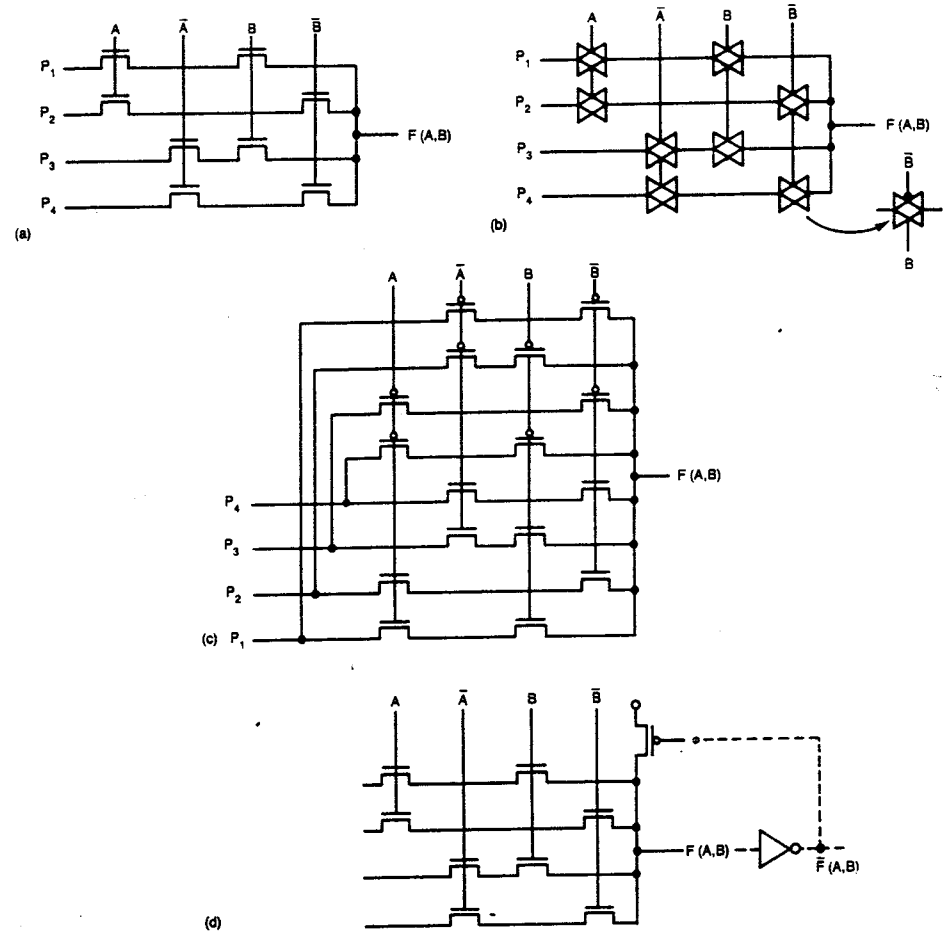 A Ā B B̄
P₁
P₂
F (A,B)
P₃
P₄
(a)
A Ā B B̄
P₁
P₂
F (A,B)
P₃
P₄
B̄
B
(b)
A Ā B B̄
F (A,B)
P₄
P₃
P₂
(c) P₁
A Ā B B̄
F (A,B)
F̄ (A,B)
(d)